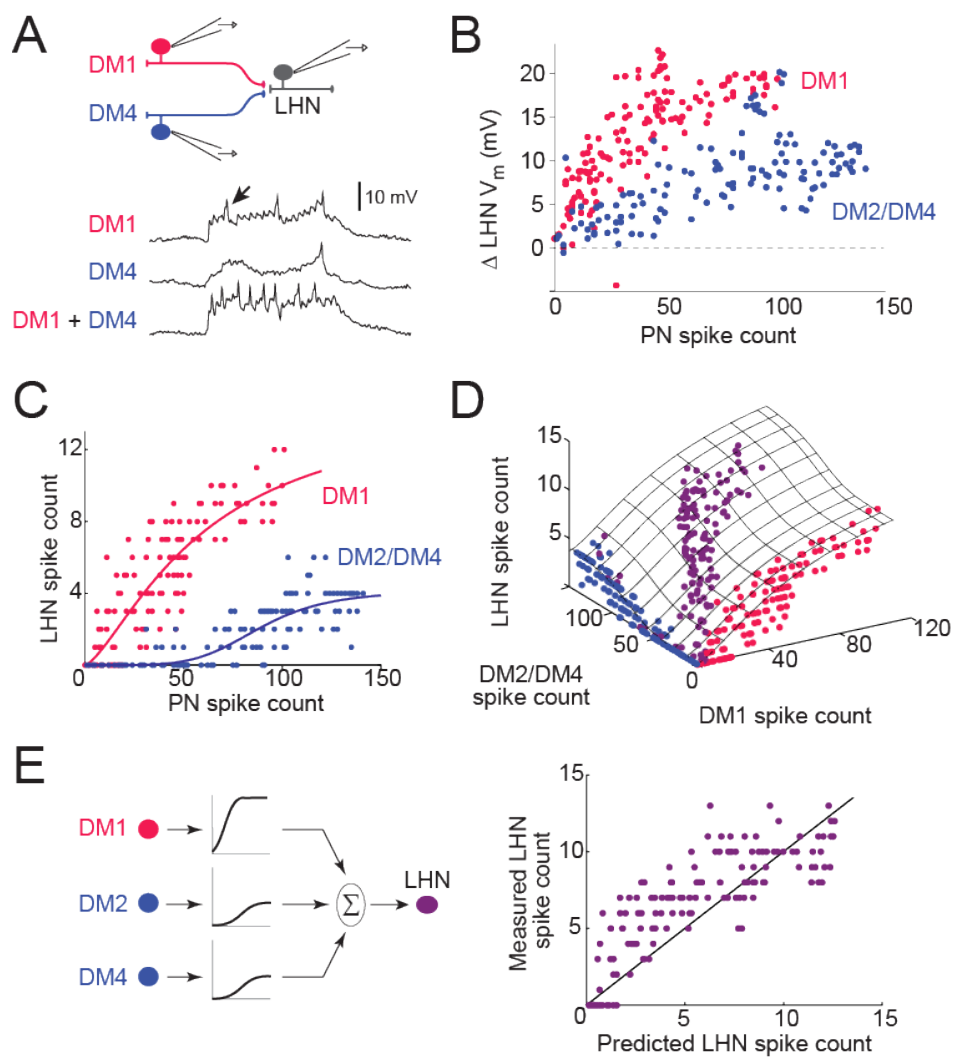 A
DM1
DM4
LHN
DM1
10 mV
DM4
DM1 + DM4
B
Δ LHN Vm (mV)
20
15
10
5
0
DM1
DM2/DM4
0
50
100
150
PN spike count
C
LHN spike count
12
8
4
0
DM1
DM2/DM4
0
50
100
150
PN spike count
D
LHN spike count
15
10
5
100
50
0
40
80
120
DM2/DM4
spike count
DM1 spike count
E
DM1
DM2
DM4
Σ
LHN
Measured LHN
spike count
15
10
5
0
5
10
15
Predicted LHN spike count